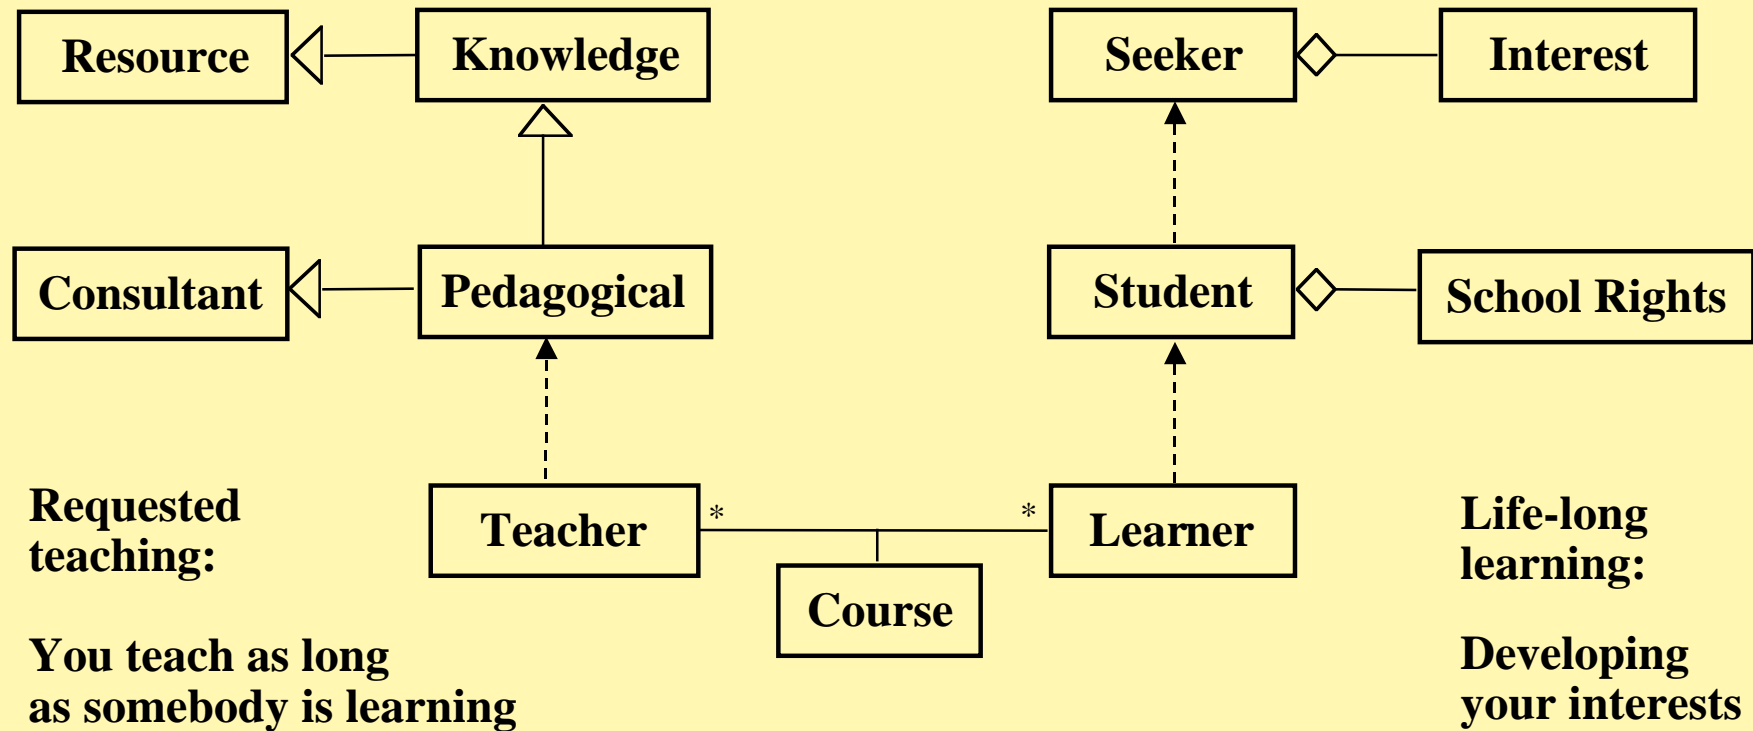 Resource
Knowledge
Seeker
Interest
Consultant
Pedagogical
Student
School Rights
Requested
teaching:
Teacher
*
*
Learner
Life-long
learning:
Course
You teach as long
as somebody is learning
Developing
your interests